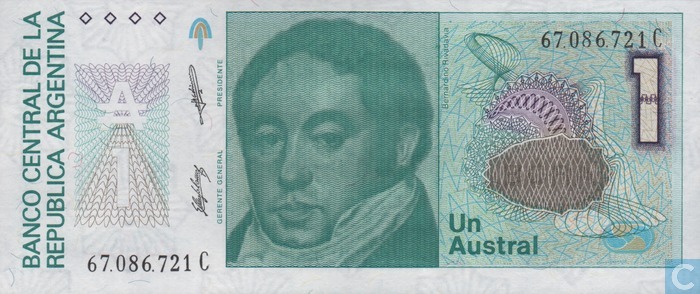 BANCO CENTRAL DE LA
REPUBLICA ARGENTINA
A
1
67.086.721 C
PRESIDENTE
GERENTE GENERAL
Bernardino Rivadavia
67.086.721 C
1
Un
Austral
C